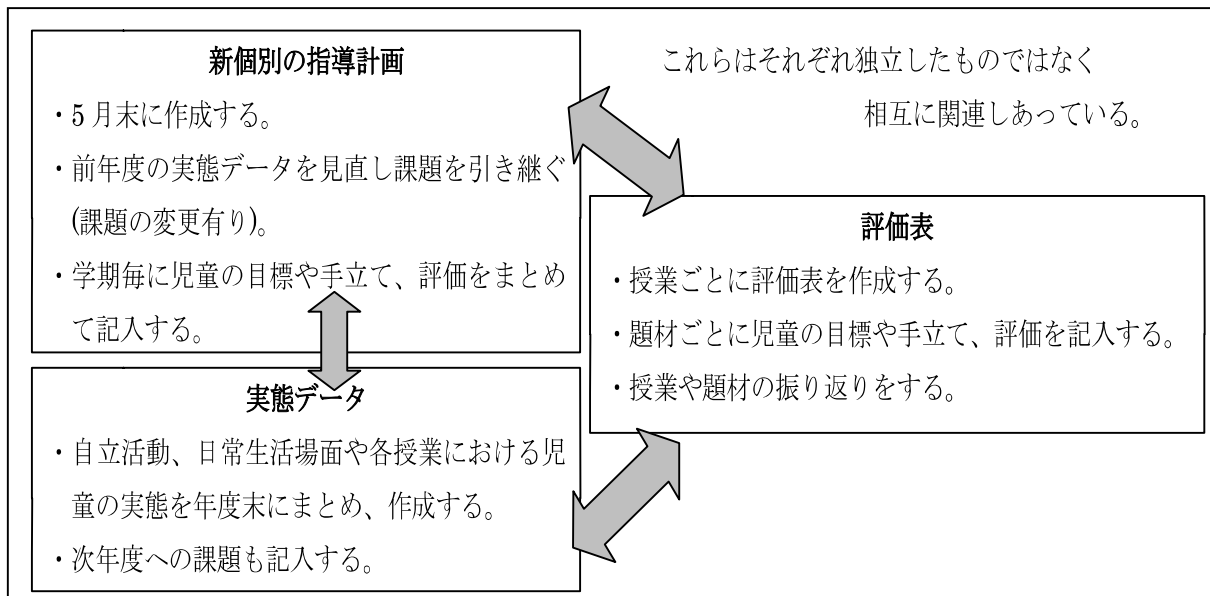 新個別の指導計画
・5月末に作成する。
・前年度の実態データを見直し課題を引き継ぐ
(課題の変更有り)。
・学期毎に児童の目標や手立て、評価をまとめ
て記入する。
これらはそれぞれ独立したものではなく
相互に関連しあっている。
評価表
・授業ごとに評価表を作成する。
・題材ごとに児童の目標や手立て、評価を記入する。
・授業や題材の振り返りをする。
実態データ
・自立活動、日常生活場面や各授業における児
童の実態を年度末にまとめ、作成する。
・次年度への課題も記入する。